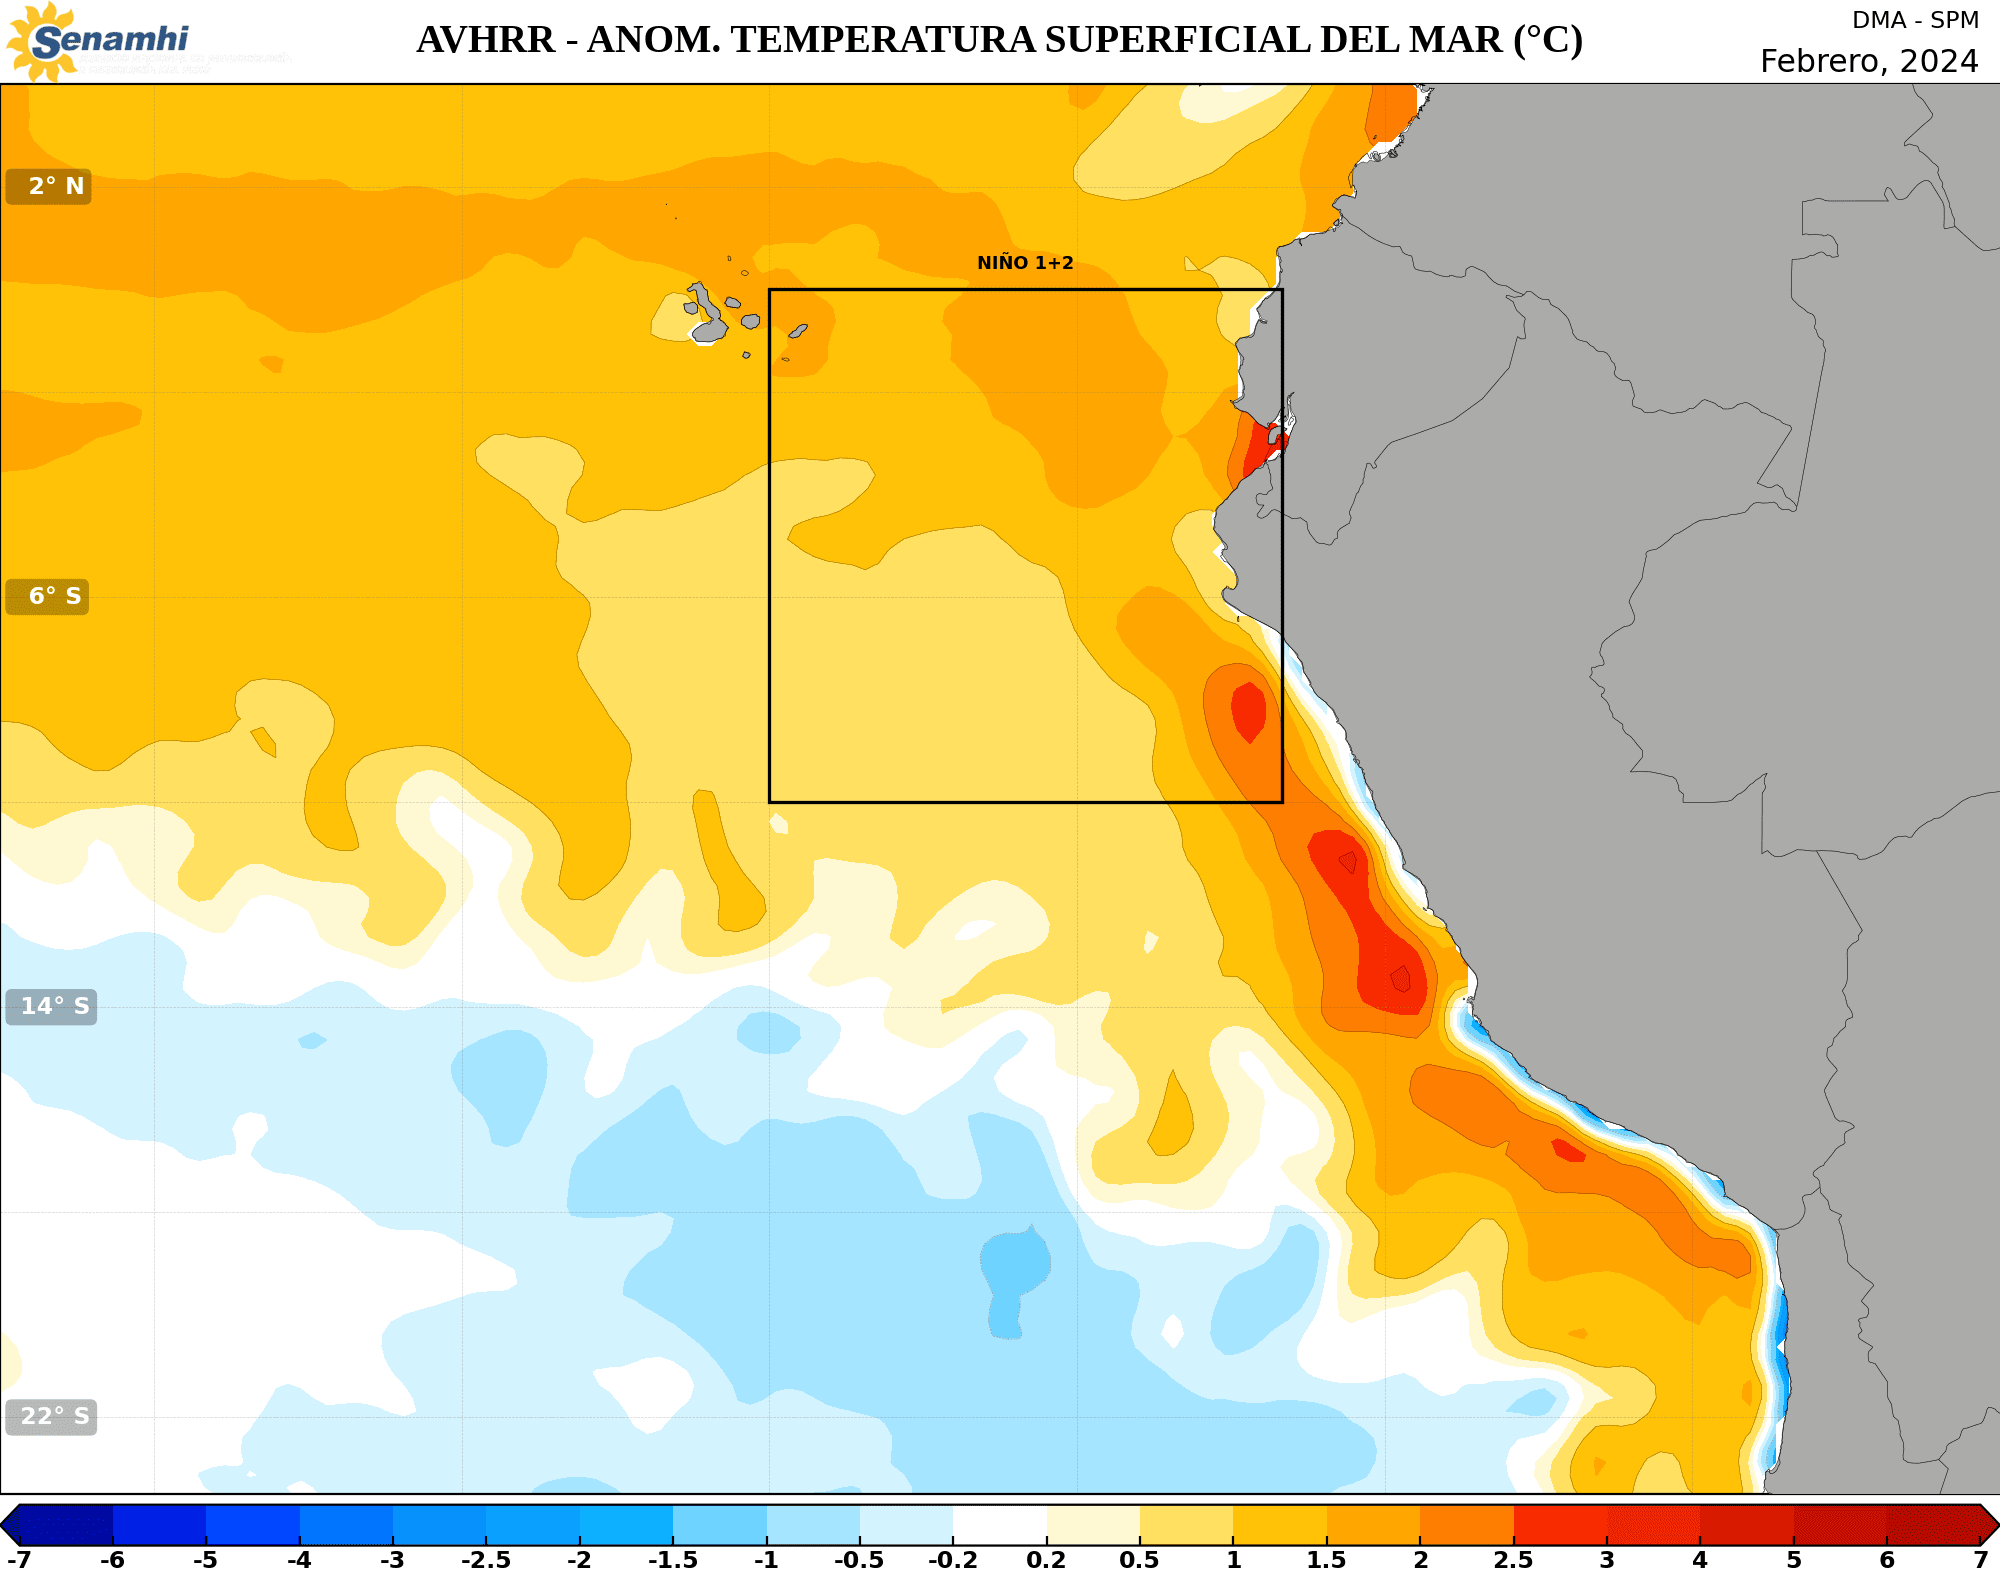 Senamhi
AVHRR - ANOM. TEMPERATURA SUPERFICIAL DEL MAR (°C)
DMA - SPM
Febrero, 2024
2° N
NIÑO 1+2
6° S
14° S
22° S
-7 -6 -5 -4 -3 -2.5 -2 -1.5 -1 -0.5 -0.2 0.2 0.5 1 1.5 2 2.5 3 4 5 6 7